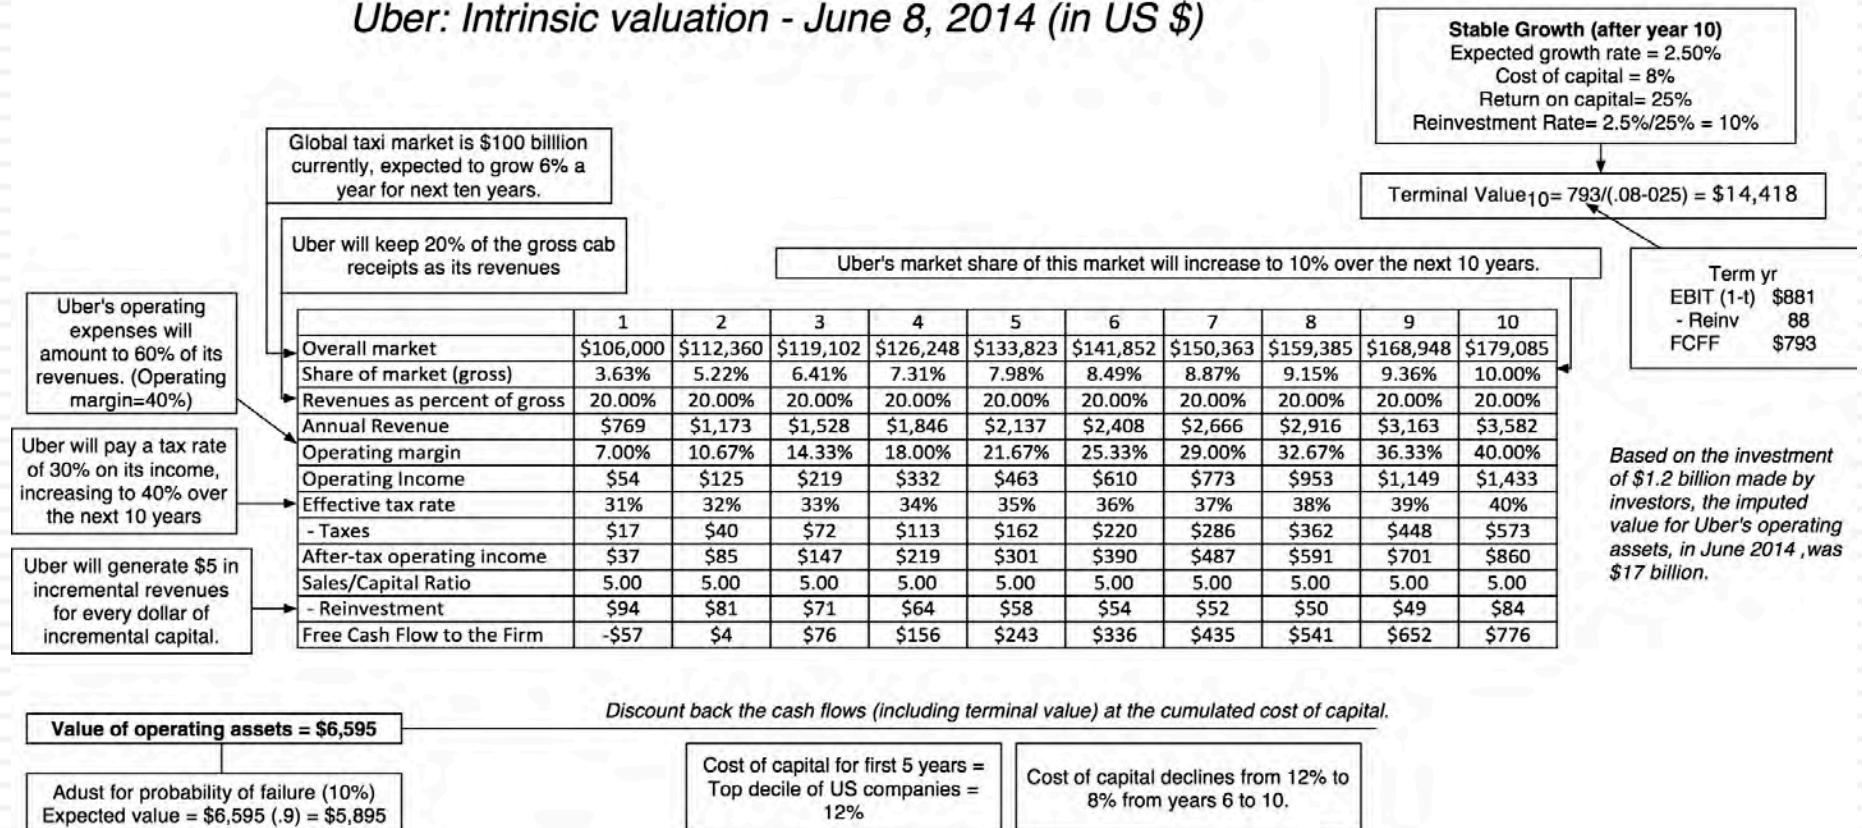 Uber: Intrinsic valuation - June 8, 2014 (in US $)
Stable Growth (after year 10)
Expected growth rate = 2.50%
Cost of capital = 8%
Return on capital= 25%
Reinvestment Rate= 2.5%/25% = 10%
Terminal Value10= 793/(.08-025) = $14,418
Term yr
EBIT (1-t) $881
- Reinv 88
FCFF $793
Global taxi market is $100 billlion
currently, expected to grow 6% a
year for next ten years.
Uber will keep 20% of the gross cab
receipts as its revenues
Uber's market share of this market will increase to 10% over the next 10 years.
Uber's operating
expenses will
amount to 60% of its
revenues. (Operating
margin=40%)
Uber will pay a tax rate
of 30% on its income,
increasing to 40% over
the next 10 years
Uber will generate $5 in
incremental revenues
for every dollar of
incremental capital.
1 2 3 4 5 6 7 8 9 10
Overall market $106,000 $112,360 $119,102 $126,248 $133,823 $141,852 $150,363 $159,385 $168,948 $179,085
Share of market (gross) 3.63% 5.22% 6.41% 7.31% 7.98% 8.49% 8.87% 9.15% 9.36% 10.00%
Revenues as percent of gross 20.00% 20.00% 20.00% 20.00% 20.00% 20.00% 20.00% 20.00% 20.00% 20.00%
Annual Revenue $769 $1,173 $1,528 $1,846 $2,137 $2,408 $2,666 $2,916 $3,163 $3,582
Operating margin 7.00% 10.67% 14.33% 18.00% 21.67% 25.33% 29.00% 32.67% 36.33% 40.00%
Operating Income $54 $125 $219 $332 $463 $610 $773 $953 $1,149 $1,433
Effective tax rate 31% 32% 33% 34% 35% 36% 37% 38% 39% 40%
- Taxes $17 $40 $72 $113 $162 $220 $286 $362 $448 $573
After-tax operating income $37 $85 $147 $219 $301 $390 $487 $591 $701 $860
Sales/Capital Ratio 5.00 5.00 5.00 5.00 5.00 5.00 5.00 5.00 5.00 5.00
- Reinvestment $94 $81 $71 $64 $58 $54 $52 $50 $49 $84
Free Cash Flow to the Firm -$57 $4 $76 $156 $243 $336 $435 $541 $652 $776
Based on the investment
of $1.2 billion made by
investors, the imputed
value for Uber's operating
assets, in June 2014 ,was
$17 billion.
Discount back the cash flows (including terminal value) at the cumulated cost of capital.
Value of operating assets = $6,595
Adust for probability of failure (10%)
Expected value = $6,595 (.9) = $5,895
Cost of capital for first 5 years =
Top decile of US companies =
12%
Cost of capital declines from 12% to
8% from years 6 to 10.